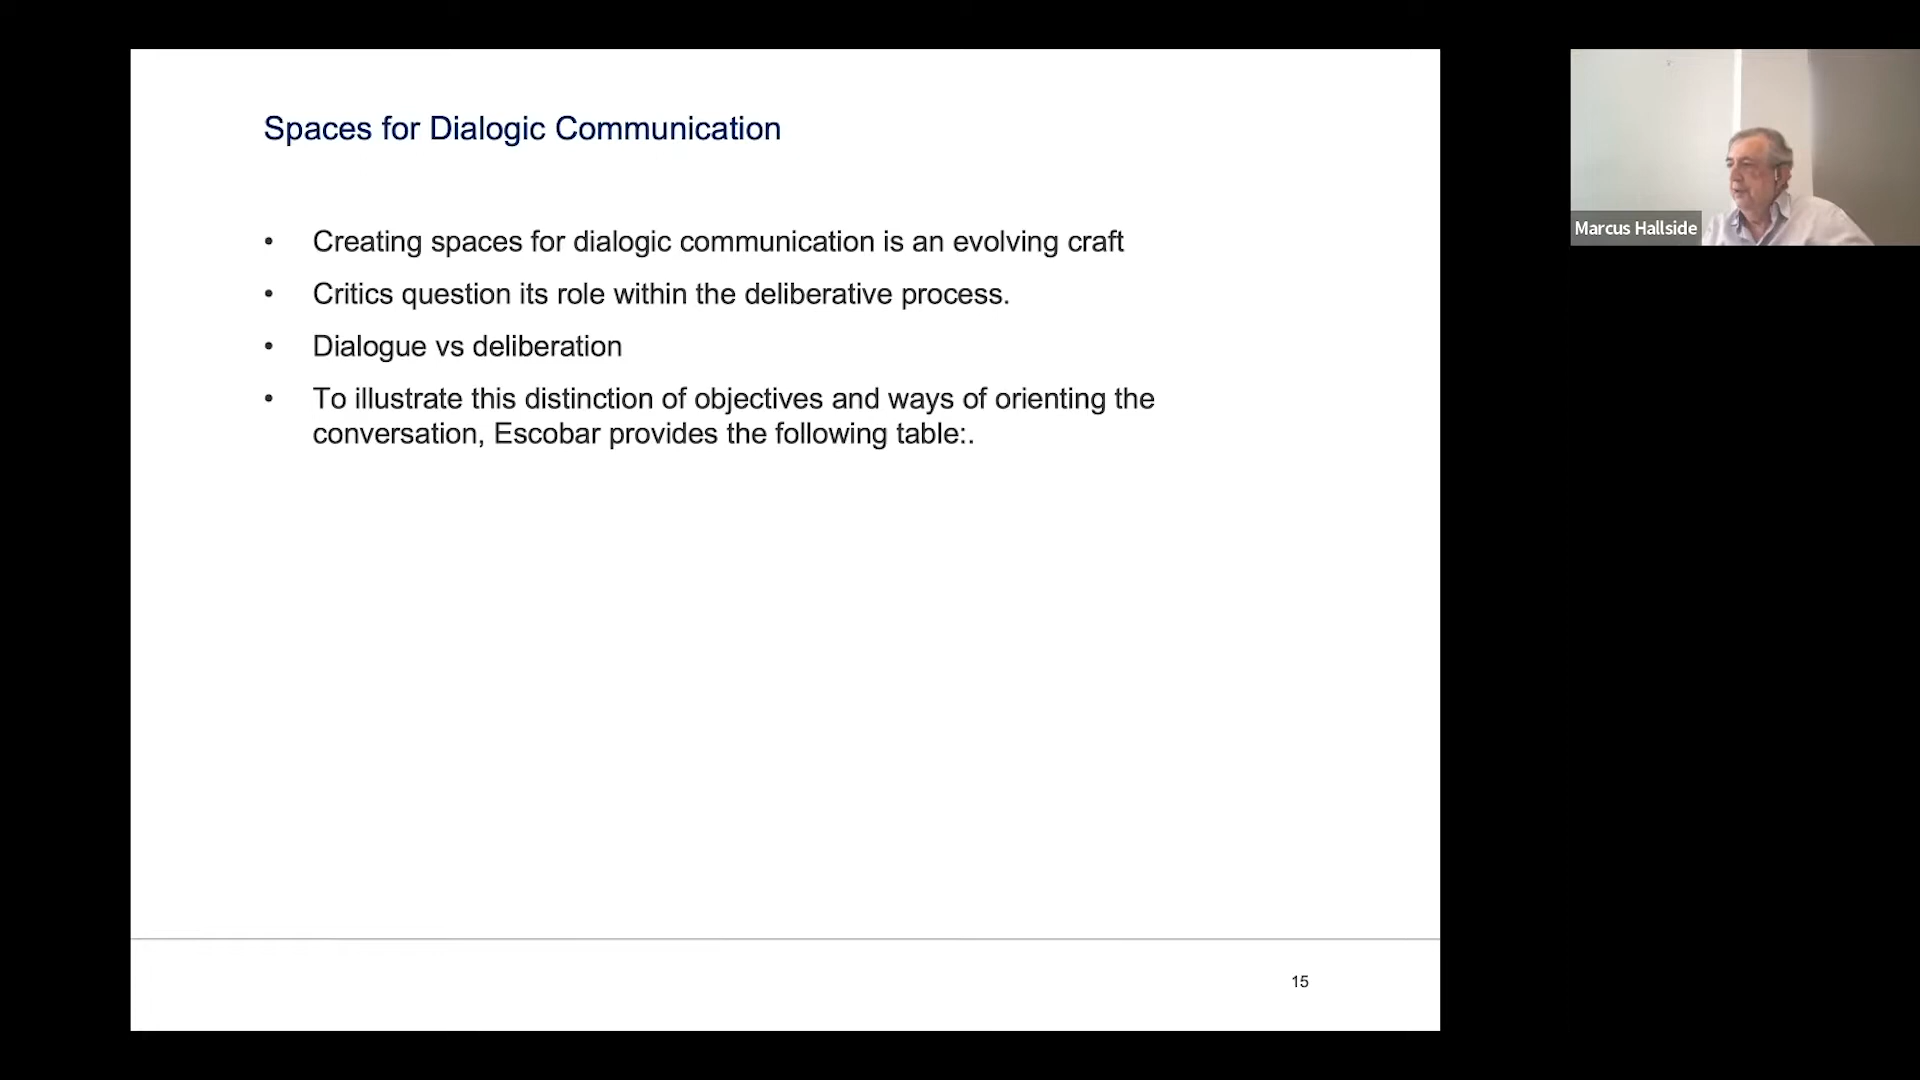 Spaces for Dialogic Communication
• Creating spaces for dialogic communication is an evolving craft
• Critics question its role within the deliberative process.
• Dialogue vs deliberation
• To illustrate this distinction of objectives and ways of orienting the
conversation, Escobar provides the following table:.
15
Marcus Hallside